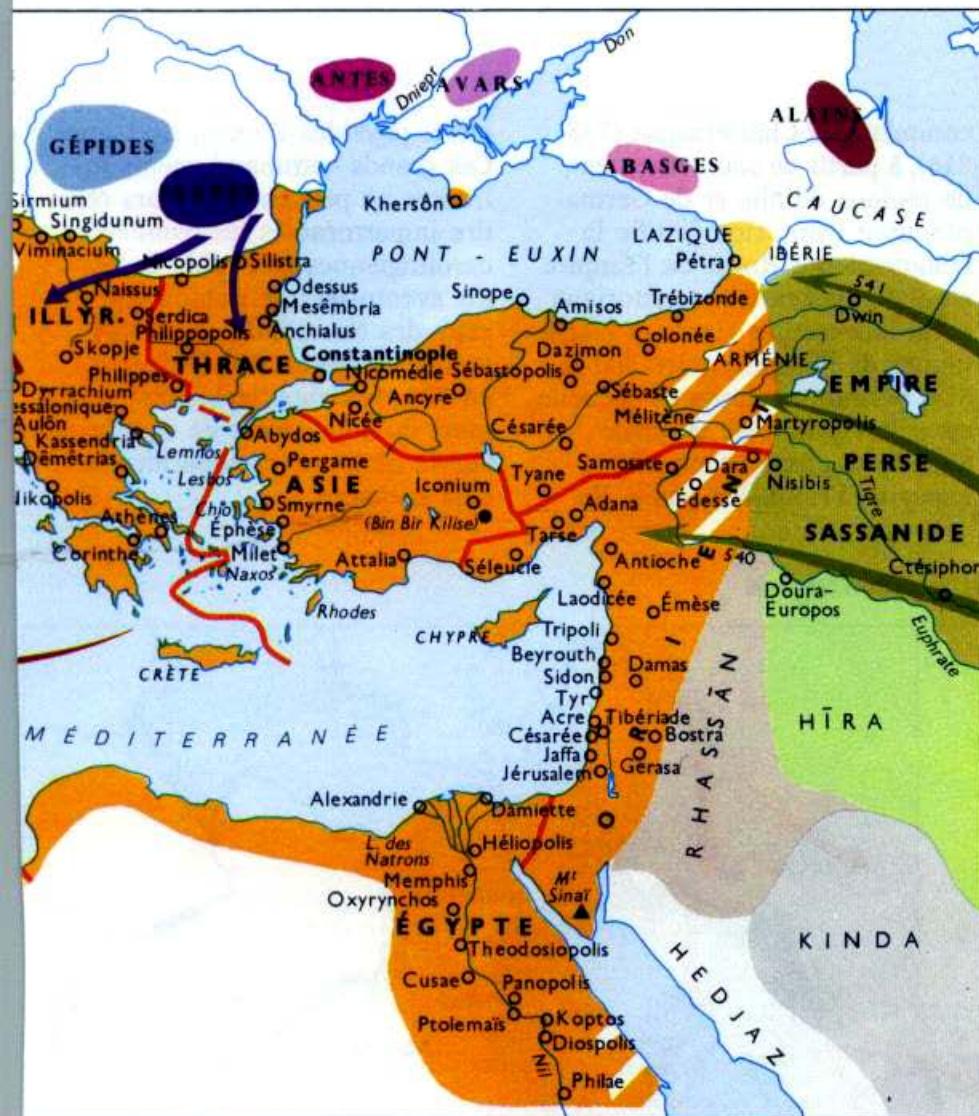 Don
Dniepr
ANTES
AVARS
ALAINS
GÉPIDES
ABASGES
CAUCASE
Sirmium
Singidunum
Viminacium
Khersôn
LAZIQUE
Pétra
IBÉRIE
PONT - EUXIN
Nicopolis
Silistra
Naissus
Odessus
Sinope
Amisos
Trébizonde
541
Dwin
ILLYR.
Serdica
Mesêmbria
Anchialus
Philippopolis
Colonée
Skopje
THRACE
Constantinople
Dazimon
ARMÉNIE
Philippes
Nicomédie
Sébastopolis
EMPIRE
Dyrrachium
Ancyre
Sébaste
essalonique
Nicée
Mélitène
Martyropolis
Aulôn
Abydos
Césarée
Kassendria
Lemnos
Dêmêtrias
Pergame
Tyane
Samosate
Dara
PERSE
Lesbos
ASIE
Iconium
Nisibis
Tigre
Nikopolis
Chio
Smyrne
(Bin Bir Kilise)
Adana
Édesse
Athènes
Éphèse
Tarse
SASSANIDE
Corinthe
Milet
Attalia
Séleucie
Antioche
540
Ctésiphon
Naxos
Doura-
Europos
Laodicée
Émèse
Rhodes
CHYPRE
Tripoli
Euphrate
Beyrouth
CRÈTE
Sidon
Damas
Tyr
ORIENT
RHASSĀN
HĪRA
MÉDITERRANÉE
Acre
Tibériade
Césarée
Bostra
Jaffa
Gerasa
Jérusalem
Alexandrie
Damiette
L. des
Natrons
Héliopolis
Memphis
Mt
Sinaï
Oxyrynchos
ÉGYPTE
KINDA
Theodosiopolis
HEDJAZ
Cusae
Panopolis
Ptolemaïs
Koptos
Diospolis
Nil
Philae